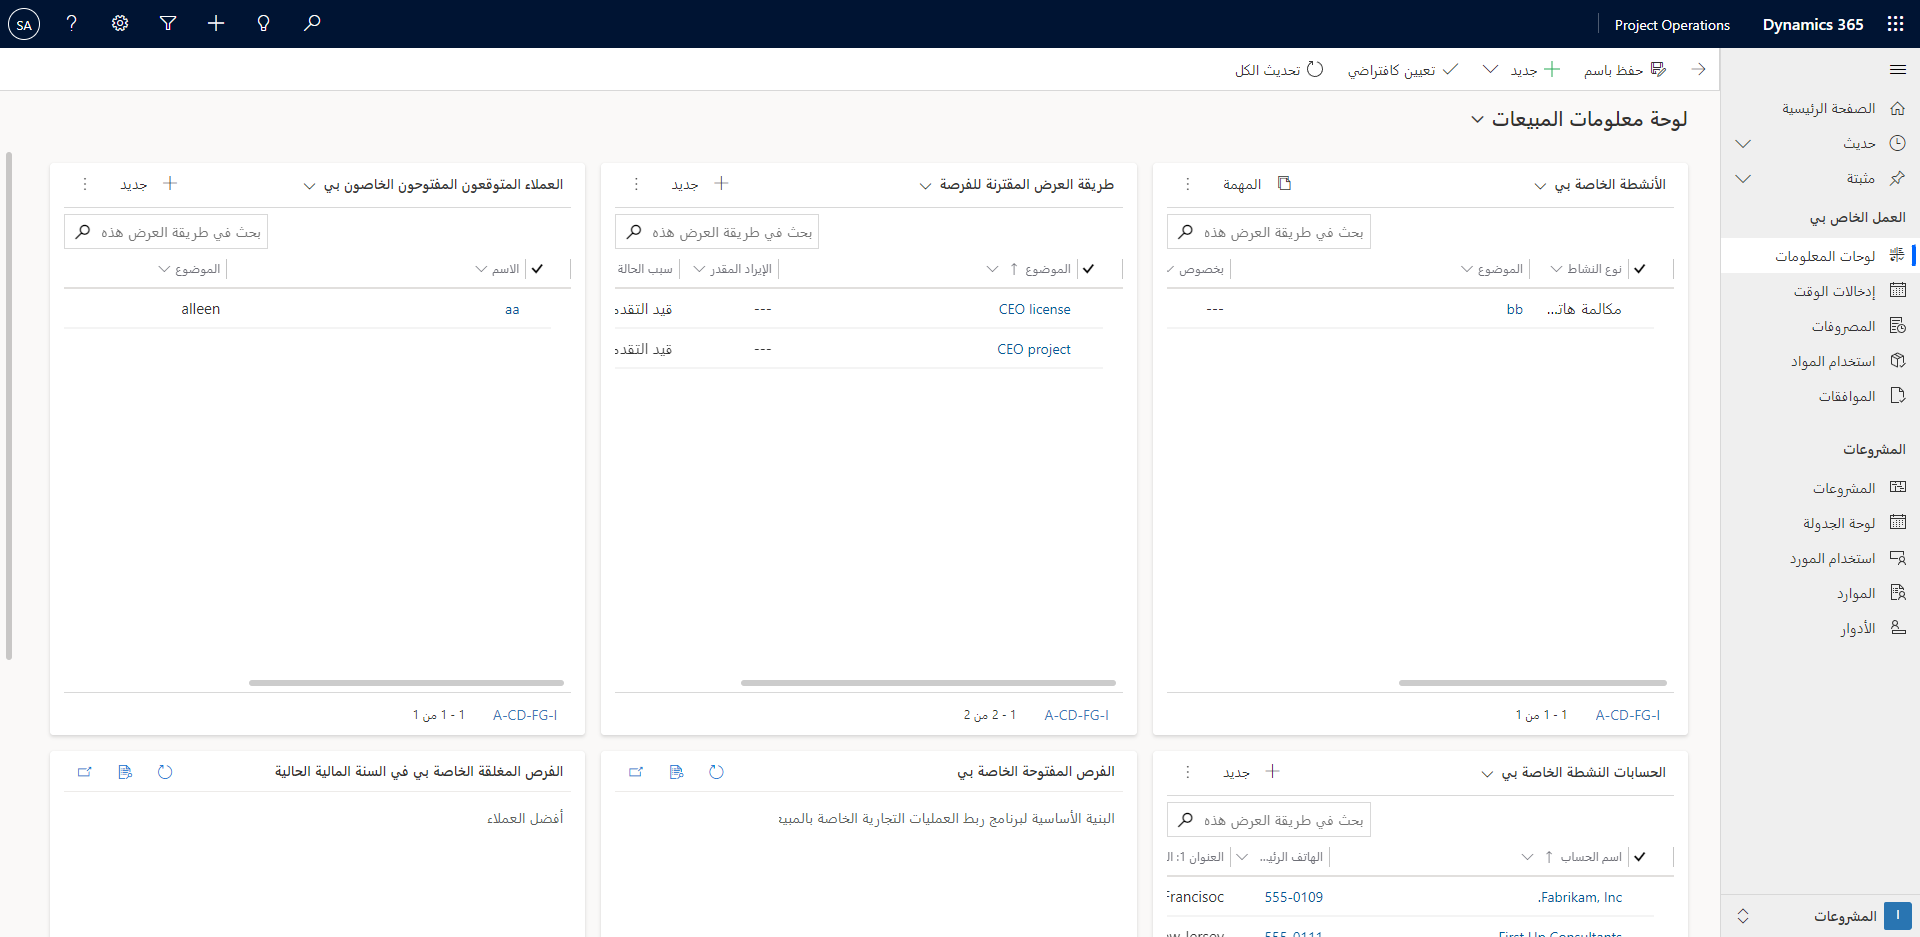 Dynamics 365
Project Operations
SA
حفظ باسم
جديد
تعيين كافتراضي
تحديث الكل
الصفحة الرئيسية
حديث
مثبتة
العمل الخاص بي
لوحات المعلومات
إدخالات الوقت
المصروفات
استخدام المواد
الموافقات
المشروعات
المشروعات
لوحة الجدولة
استخدام المورد
الموارد
الأدوار
المشروعات
I
لوحة معلومات المبيعات
الأنشطة الخاصة بي
المهمة
بحث في طريقة العرض هذه
نوع النشاط
الموضوع
بخصوص
مكالمة هات...
bb
---
A-CD-FG-I
1 - 1 من 1
طريقة العرض المقترنة للفرصة
جديد
بحث في طريقة العرض هذه
الموضوع
الإيراد المقدر
سبب الحالة
CEO license
---
قيد التقدم
CEO project
---
قيد التقدم
A-CD-FG-I
1 - 2 من 2
العملاء المتوقعون المفتوحون الخاصون بي
جديد
بحث في طريقة العرض هذه
الاسم
الموضوع
aa
alleen
A-CD-FG-I
1 - 1 من 1
الحسابات النشطة الخاصة بي
جديد
بحث في طريقة العرض هذه
اسم الحساب
الهاتف الرئي...
العنوان 1: ال
Fabrikam, Inc.
555-0109
Francisoc
First Up Consultants
555-0111
الفرص المفتوحة الخاصة بي
البنية الأساسية لبرنامج ربط العمليات التجارية الخاصة بالمبيع
الفرص المغلقة الخاصة بي في السنة المالية الحالية
أفضل العملاء